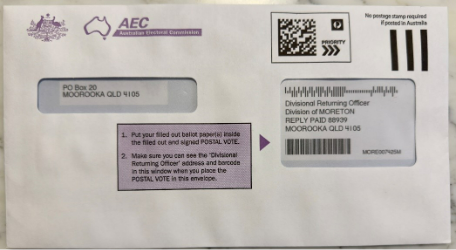 AEC
Australian Electoral Commission
PRIORITY
No postage stamp required
if posted in Australia
PO Box 20
MOOROOKA QLD 4105
Divisional Returning Officer
Division of MORETON
REPLY PAID 88939
MOOROOKA QLD 4105
1. Put your filled out ballot paper(s) inside
the filled out and signed POSTAL VOTE.
2. Make sure you can see the 'Divisional
Returning Officer' address and barcode
in this window when you place the
POSTAL VOTE in this envelope.